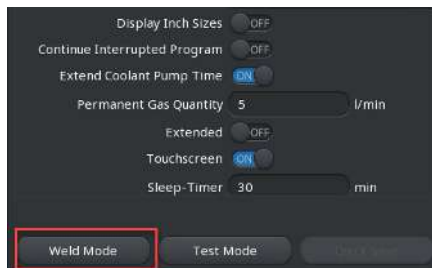 Display Inch Sizes OFF
Continue Interrupted Program OFF
Extend Coolant Pump Time ON
Permanent Gas Quantity 5 l/min
Extended OFF
Touchscreen ON
Sleep-Timer 30 min
Weld Mode Test Mode